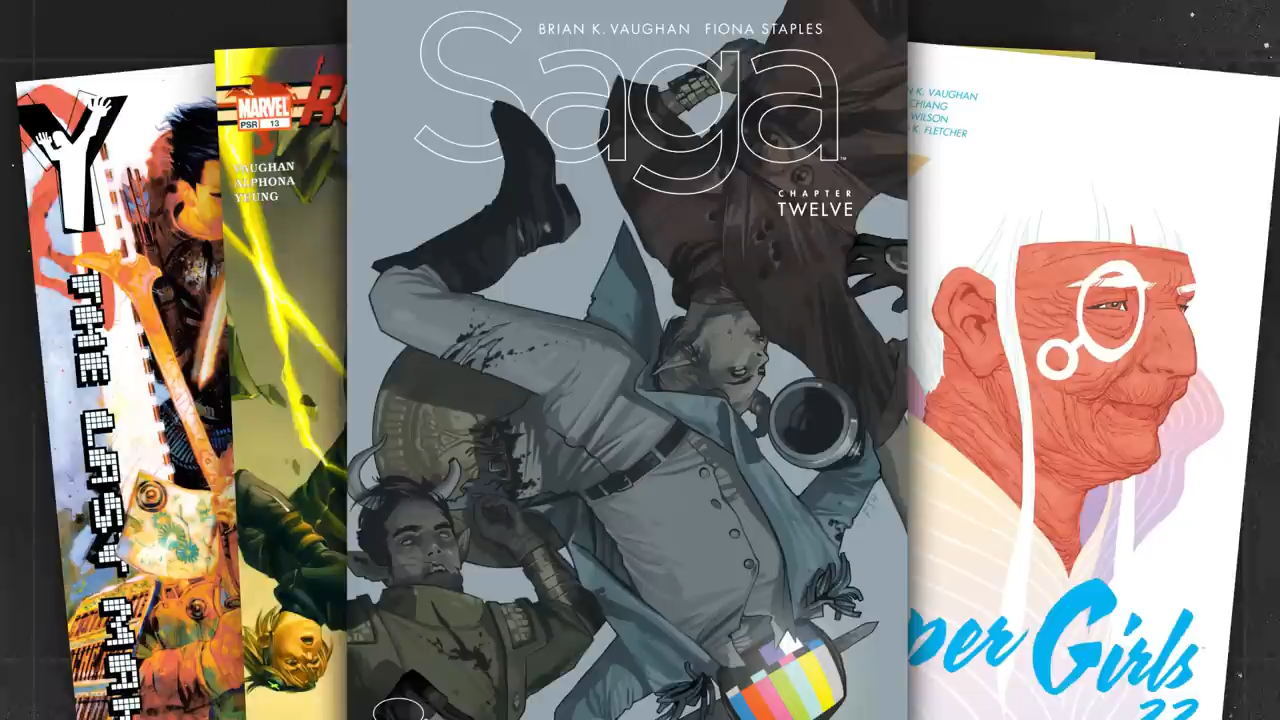 Y
THE LAST MAN
MARVEL
PSR 13
VAUGHAN
ALPHONA
YEUNG
BRIAN K. VAUGHAN FIONA STAPLES
Saga
CHAPTER
TWELVE
K. VAUGHAN
CHIANG
WILSON
K. FLETCHER
per Girls
22